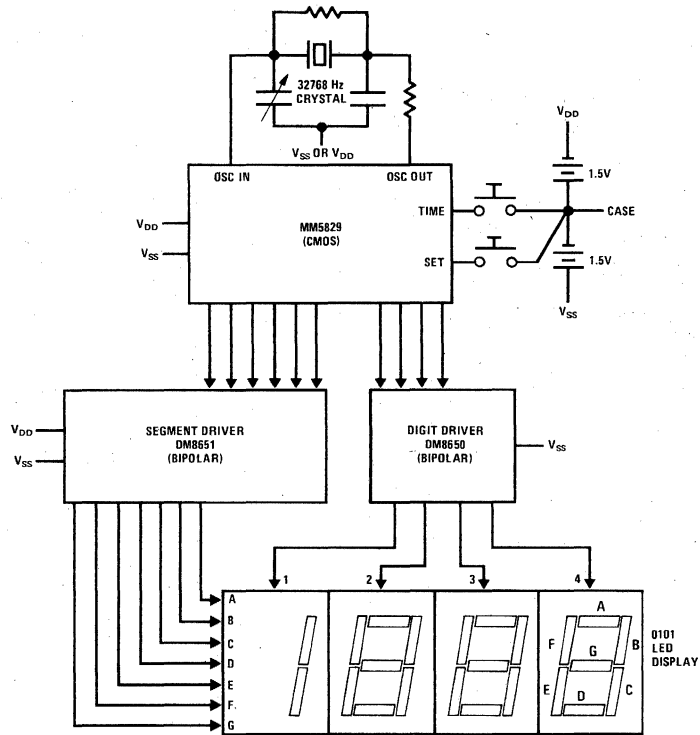 32768 Hz
CRYSTAL
VSS OR VDD
OSC IN
OSC OUT
VDD
1.5V
TIME
CASE
VDD
MM5829
(CMOS)
VSS
SET
1.5V
VSS
SEGMENT DRIVER
DM8651
(BIPOLAR)
DIGIT DRIVER
DM8650
(BIPOLAR)
VDD
VSS
VSS
1
2
3
4
A
B
C
D
E
F
G
A
F
B
G
E
C
D
0101
LED
DISPLAY